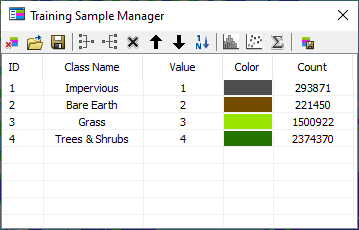 Training Sample Manager
ID Class Name Value Color Count
1 Impervious 1 293871
2 Bare Earth 2 221450
3 Grass 3 1500922
4 Trees & Shrubs 4 2374370